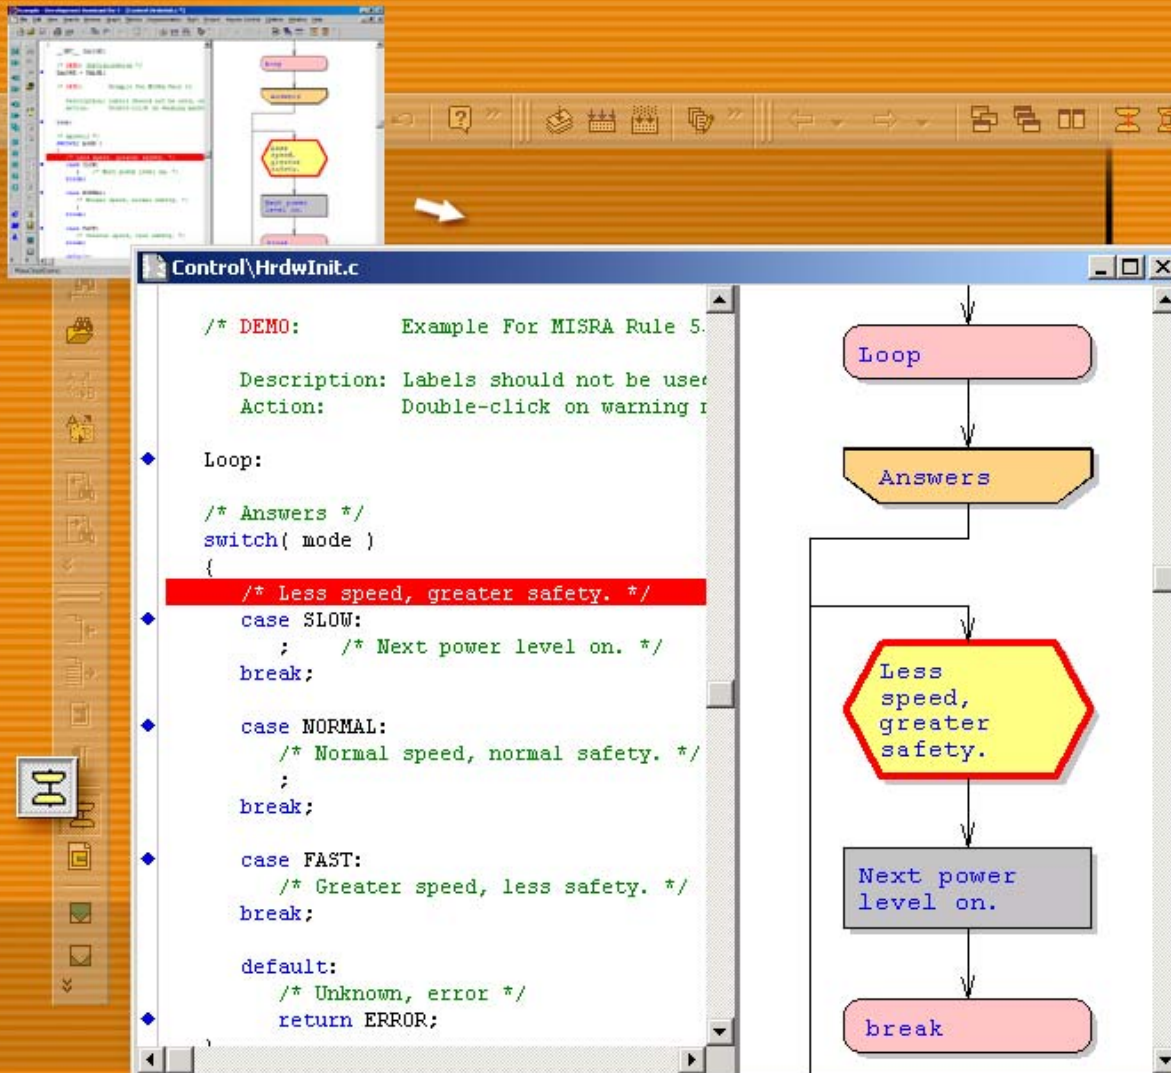 Control\HrdwInit.c
/* DEMO: Example For MISRA Rule 5.
Description: Labels should not be used
Action: Double-click on warning
Loop:
/* Answers */
switch( mode )
{
/* Less speed, greater safety. */
case SLOW:
; /* Next power level on. */
break;
case NORMAL:
/* Normal speed, normal safety. */
;
break;
case FAST:
/* Greater speed, less safety. */
break;
default:
/* Unknown, error */
return ERROR;
Loop
Answers
Less
speed,
greater
safety.
Next power
level on.
break